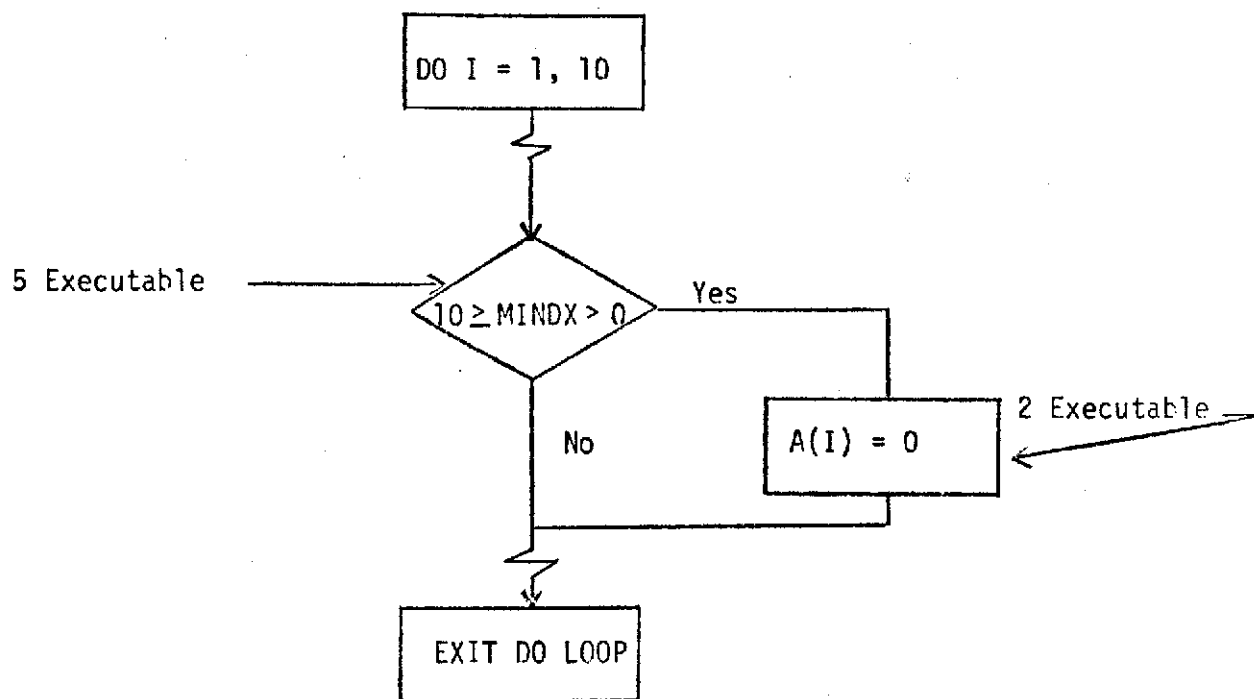 DO I = 1, 10
5 Executable
10 ≥ MINDX > 0
Yes
2 Executable
A(I) = 0
No
EXIT DO LOOP